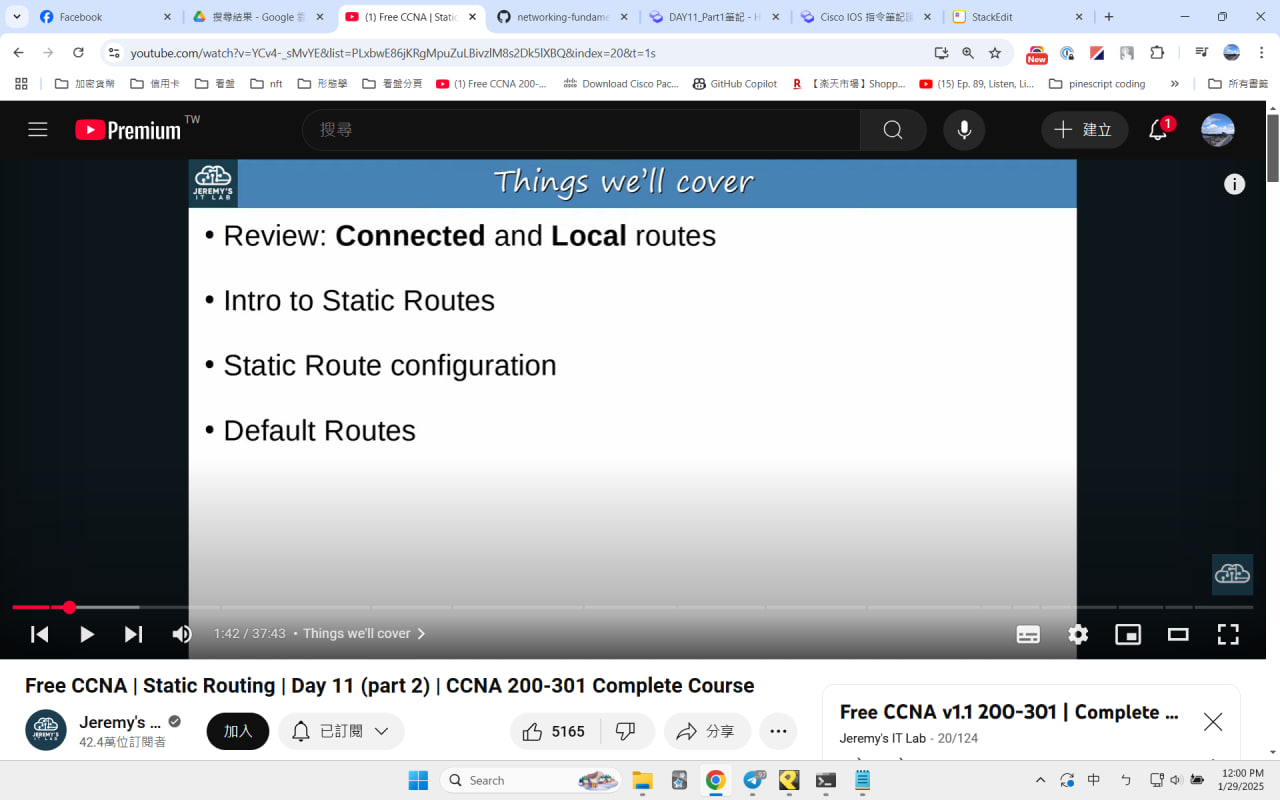 Facebook
搜尋結果 - Google 雲
(1) Free CCNA | Static
networking-fundame
DAY11_Part1筆記 - H
Cisco IOS 指令筆記
StackEdit
youtube.com/watch?v=YCv4-_sMvYE&list=PLxbwE86jKRgMpuZuLBivzlM8s2Dk5lXBQ&index=20&t=1s
New
加密貨幣
信用卡
看盤
nft
形態學
看盤分頁
(1) Free CCNA 200-...
Download Cisco Pac...
GitHub Copilot
【楽天市場】Shopp...
(15) Ep. 89, Listen, Li...
pinescript coding
所有書籤
Premium TW
搜尋
建立
1
JEREMY'S
IT LAB
Things we'll cover
• Review: Connected and Local routes
• Intro to Static Routes
• Static Route configuration
• Default Routes
1:42 / 37:43 • Things we'll cover
Free CCNA | Static Routing | Day 11 (part 2) | CCNA 200-301 Complete Course
Jeremy's ...
42.4萬位訂閱者
加入
已訂閱
5165
分享
Free CCNA v1.1 200-301 | Complete ...
Jeremy's IT Lab - 20/124
Search
中
12:00 PM
1/29/2025